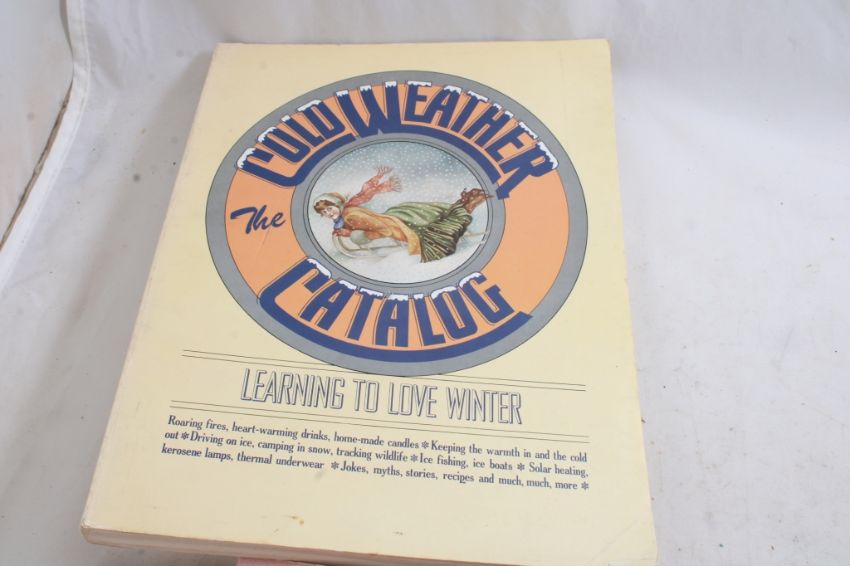 The
COLD WEATHER
CATALOG
LEARNING TO LOVE WINTER
Roaring fires, heart-warming drinks, home-made candles * Keeping the warmth in and the cold
out * Driving on ice, camping in snow, tracking wildlife * Ice fishing, ice boats * Solar heating,
kerosene lamps, thermal underwear * Jokes, myths, stories, recipes and much, much, more *